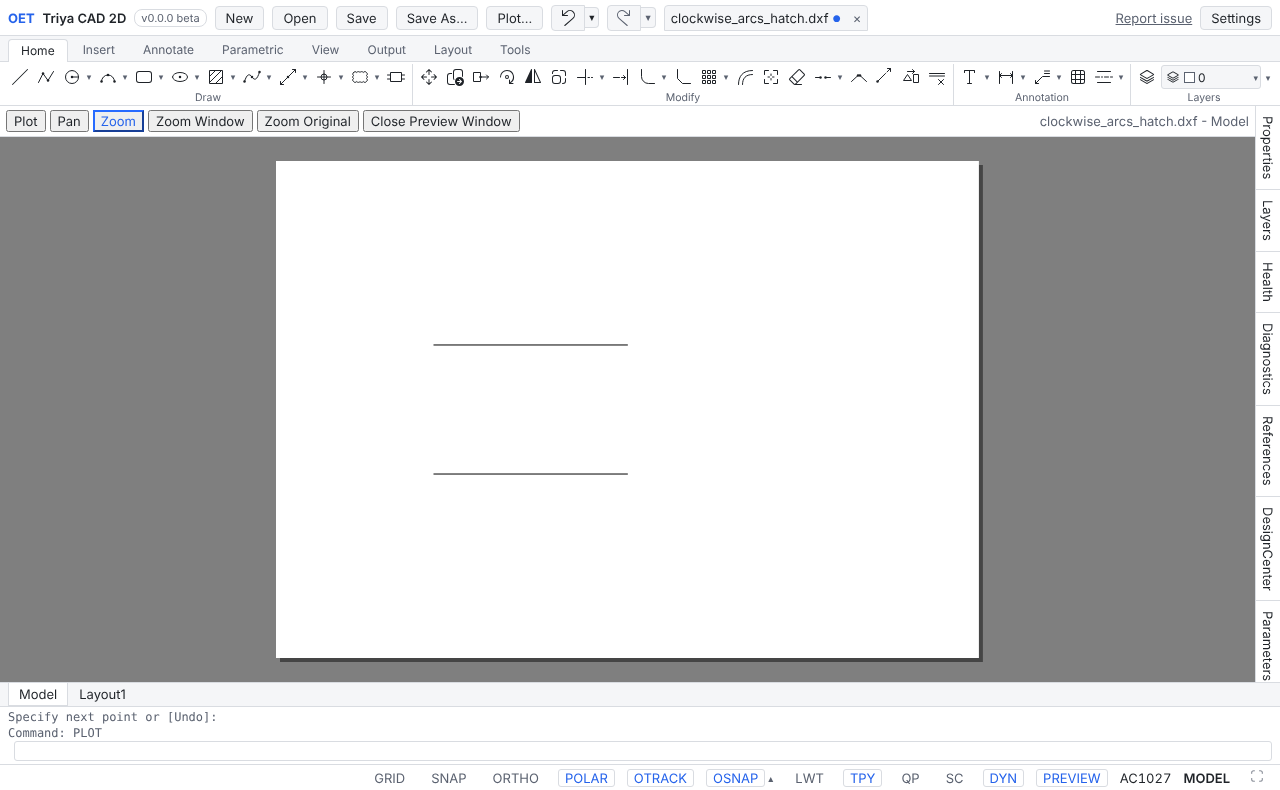 OET Triya CAD 2D v0.0.0 beta New Open Save Save As... Plot... clockwise_arcs_hatch.dxf × Report issue Settings
Home Insert Annotate Parametric View Output Layout Tools
0
Draw Modify Annotation Layers
Plot Pan Zoom Zoom Window Zoom Original Close Preview Window clockwise_arcs_hatch.dxf - Model
Properties
Layers
Health
Diagnostics
References
DesignCenter
Parameters
Model Layout1
Specify next point or [Undo]:
Command: PLOT
GRID SNAP ORTHO POLAR OTRACK OSNAP LWT TPY QP SC DYN PREVIEW AC1027 MODEL